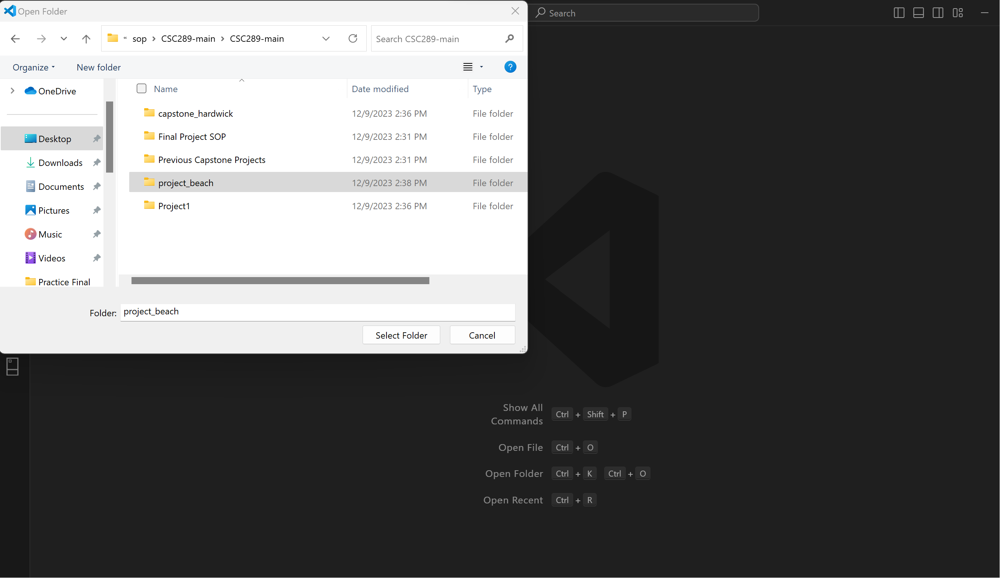 Open Folder
Search
« sop > CSC289-main > CSC289-main
Search CSC289-main
Organize
New folder
?
OneDrive
Desktop
Downloads
Documents
Pictures
Music
Videos
Practice Final
Name Date modified Type
capstone_hardwick 12/9/2023 2:36 PM File folder
Final Project SOP 12/9/2023 2:31 PM File folder
Previous Capstone Projects 12/9/2023 2:31 PM File folder
project_beach 12/9/2023 2:38 PM File folder
Project1 12/9/2023 2:36 PM File folder
Folder: project_beach
Select Folder Cancel
Show All
Commands Ctrl + Shift + P
Open File Ctrl + O
Open Folder Ctrl + K Ctrl + O
Open Recent Ctrl + R